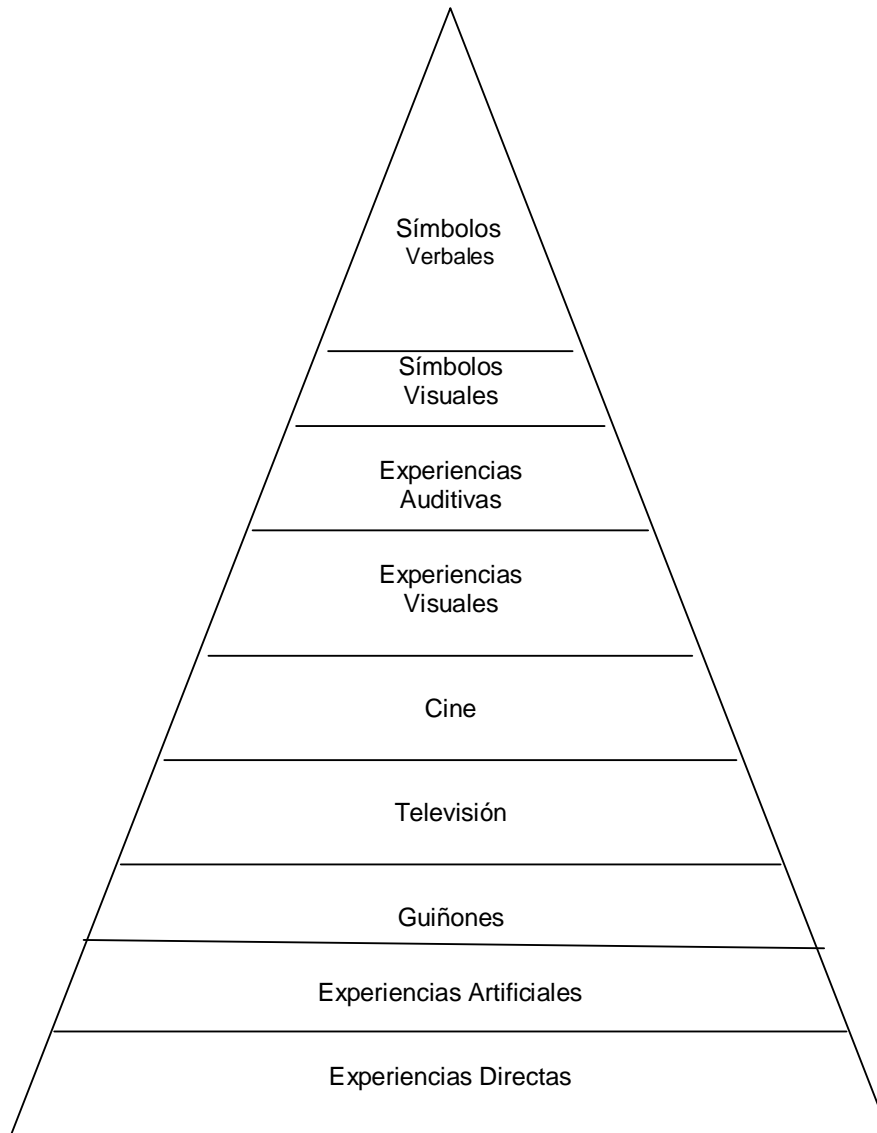 Símbolos
Verbales
Símbolos
Visuales
Experiencias
Auditivas
Experiencias
Visuales
Cine
Televisión
Guiñones
Experiencias Artificiales
Experiencias Directas